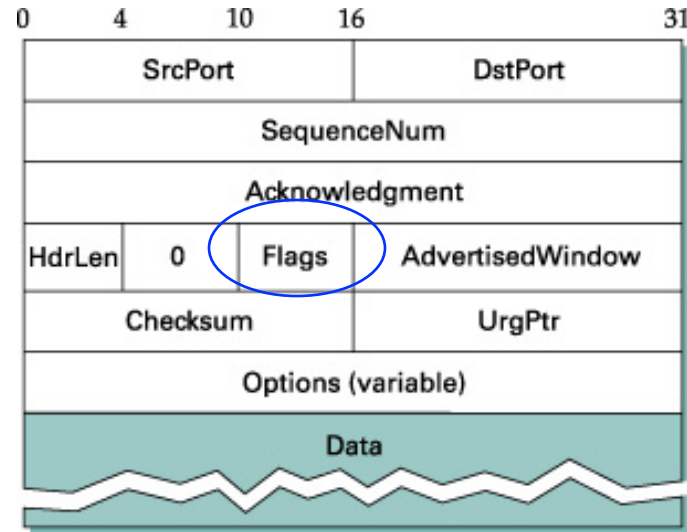 0 4 10 16 31
SrcPort DstPort
SequenceNum
Acknowledgment
HdrLen 0 Flags AdvertisedWindow
Checksum UrgPtr
Options (variable)
Data